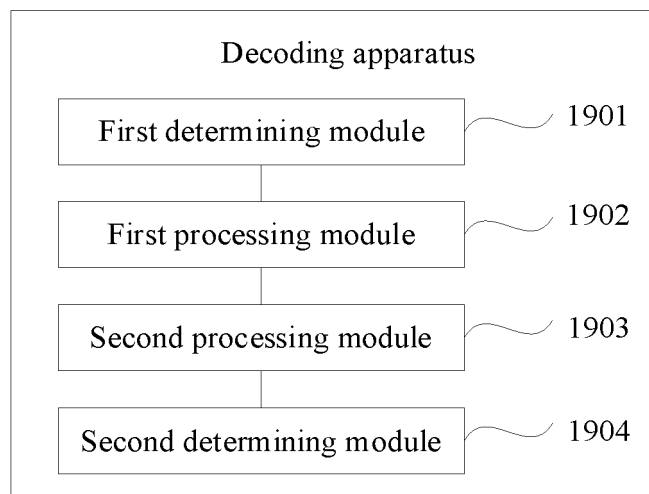 Decoding apparatus
First determining module
1901
First processing module
1902
Second processing module
1903
Second determining module
1904